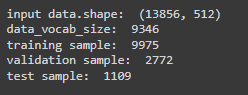 input data.shape:  (13856, 512)
data_vocab_size:  9346
training sample:  9975
validation sample:  2772
test sample:  1109